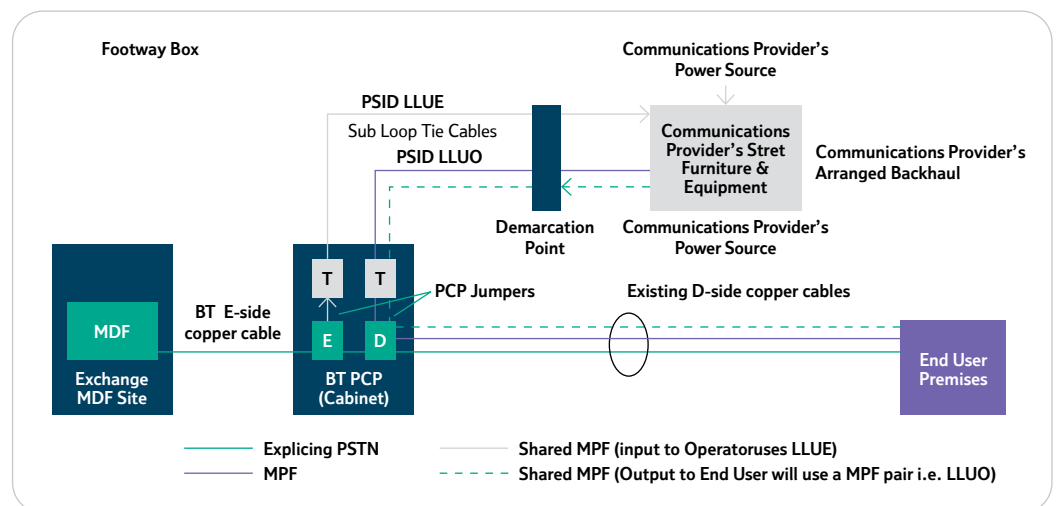 Footway Box
Communications Provider's
Power Source
PSID LLUE
Sub Loop Tie Cables
PSID LLUO
Communications
Provider's Stret
Furniture &
Equipment
Communications Provider's
Arranged Backhaul
Demarcation
Point
Communications Provider's
Power Source
T
T
PCP Jumpers
Existing D-side copper cables
BT E-side
copper cable
MDF
E
D
Exchange
MDF Site
BT PCP
(Cabinet)
End User
Premises
Explicing PSTN
Shared MPF (input to Operatoruses LLUE)
MPF
Shared MPF (Output to End User will use a MPF pair i.e. LLUO)